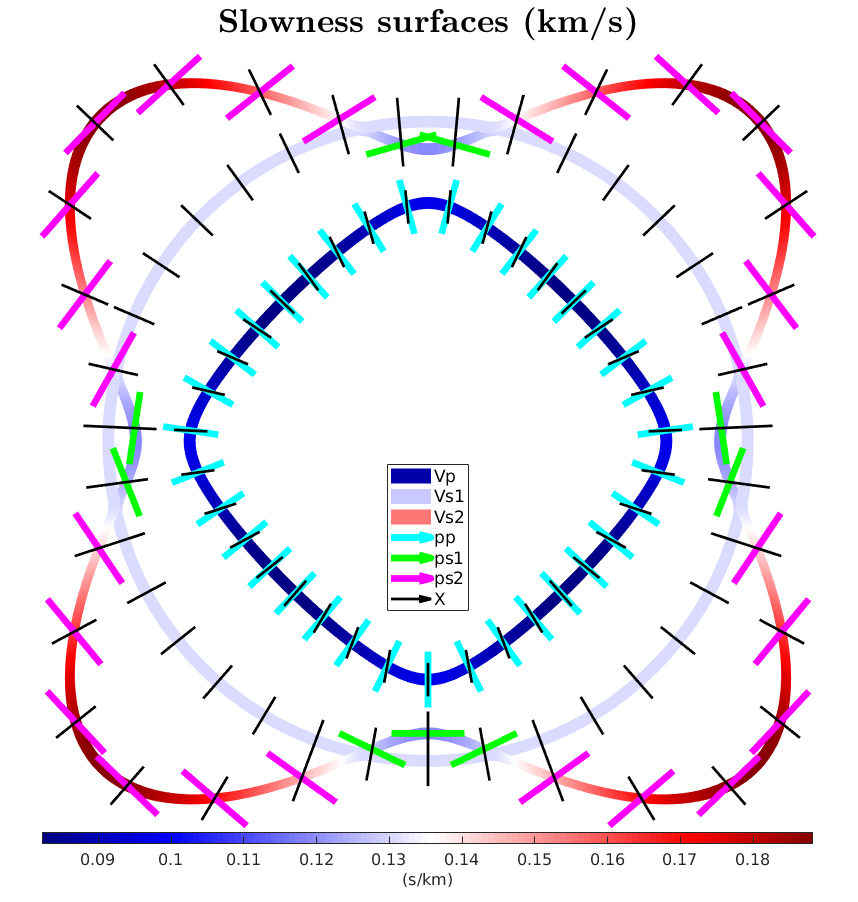 Slowness surfaces (km/s)
Vp
Vs1
Vs2
pp
ps1
ps2
X
0.09 0.1 0.11 0.12 0.13 0.14 0.15 0.16 0.17 0.18
(s/km)